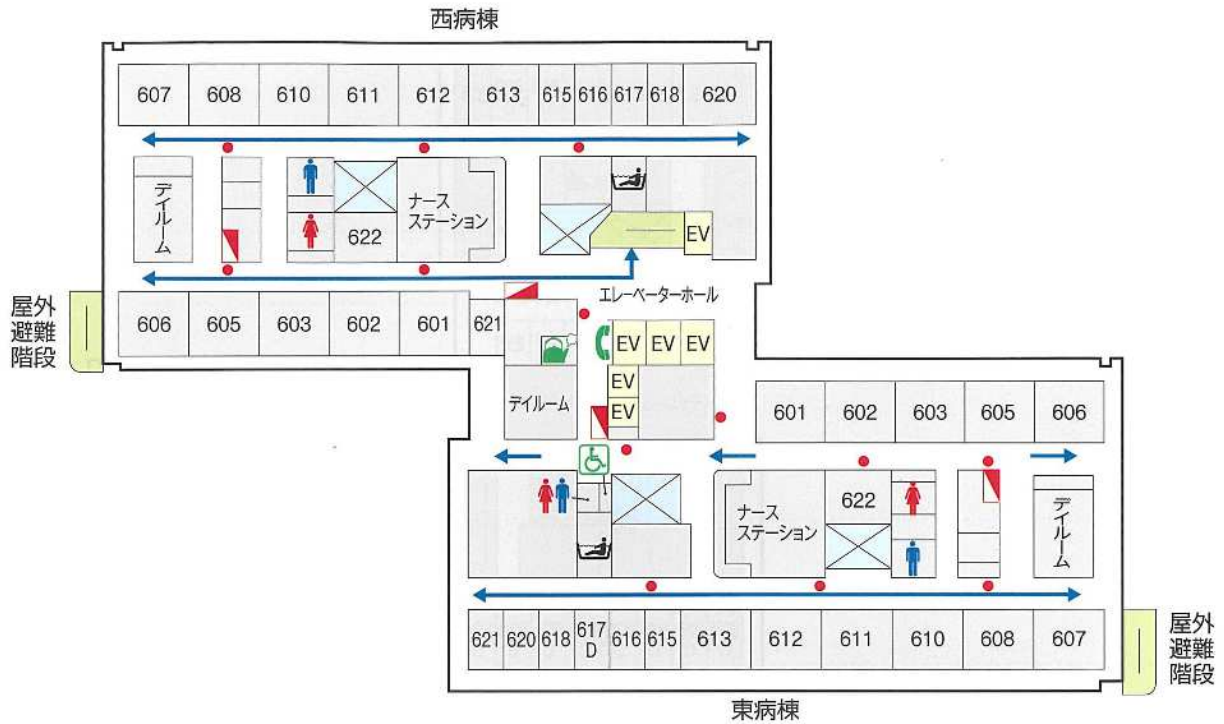 西病棟
607 608 610 611 612 613 615 616 617 618 620
デイルーム
ナース
ステーション
622
EV
屋外
避難
階段
エレーベーターホール
606 605 603 602 601 621
EV EV EV
EV
EV
デイルーム
601 602 603 605 606
622
ナース
ステーション
デイルーム
621 620 618 617 D 616 615 613 612 611 610 608 607
屋外
避難
階段
東病棟